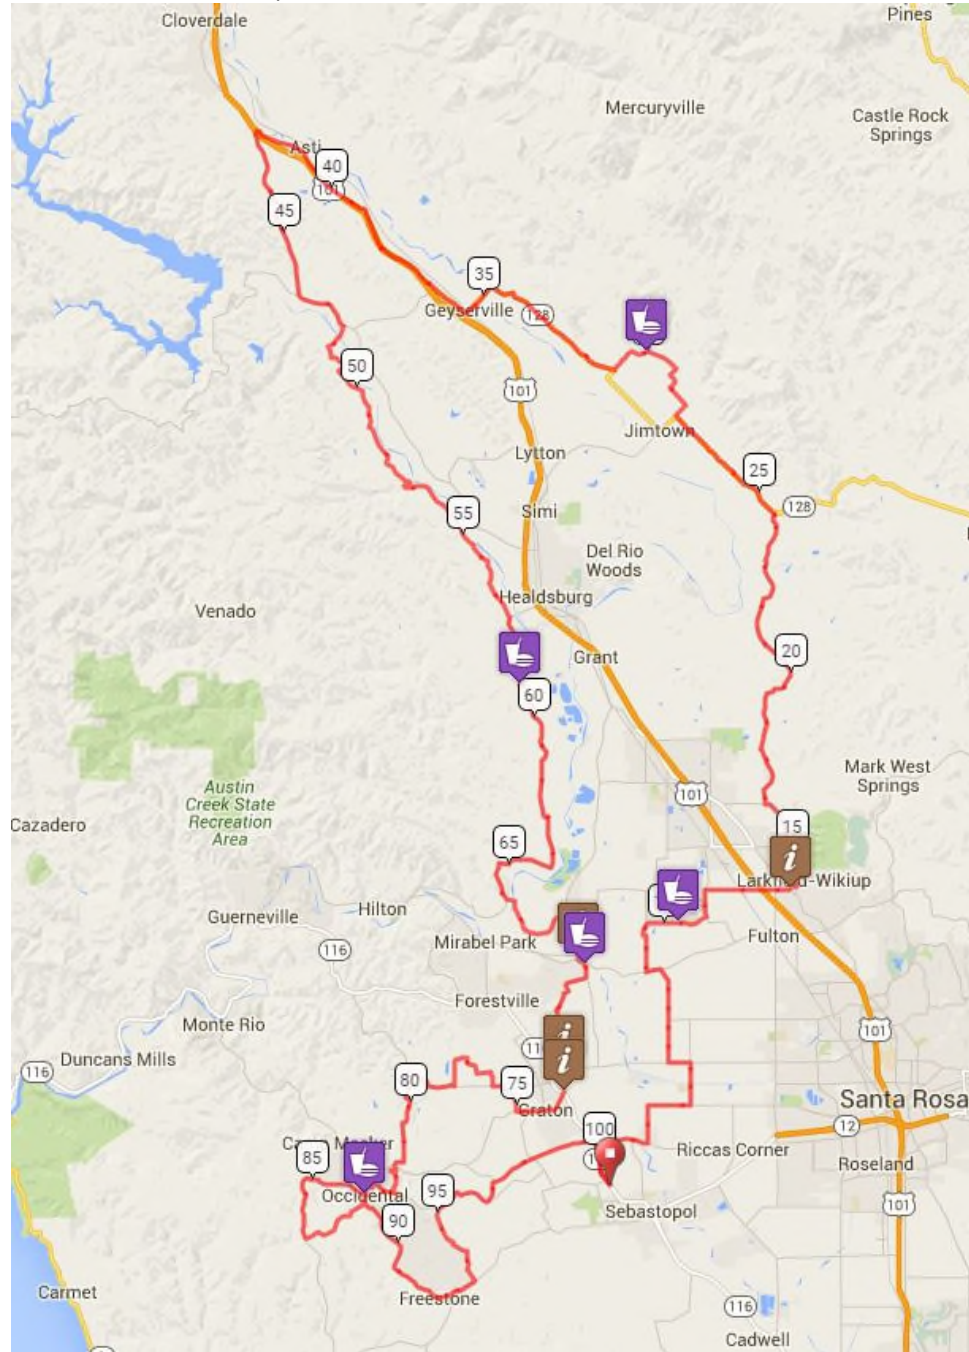 Cloverdale
Pines
Mercuryville
Castle Rock
Springs
Asti
40
101
45
35
Geyserville
128
50
101
Jimtown
Lytton
25
128
55
Simi
Del Rio
Woods
Healdsburg
Venado
Grant
20
60
Mark West
Springs
Austin
Creek State
Recreation
Area
101
Cazadero
15
65
i
Guerneville
Hilton
116
Mirabel Park
Fulton
Forestville
Monte Rio
101
i
i
Duncans Mills
116
80
75
Graton
Santa Rosa
12
100
Riccas Corner
Roseland
85
Occidental
95
Sebastopol
101
90
Carmet
Freestone
116
Cadwell